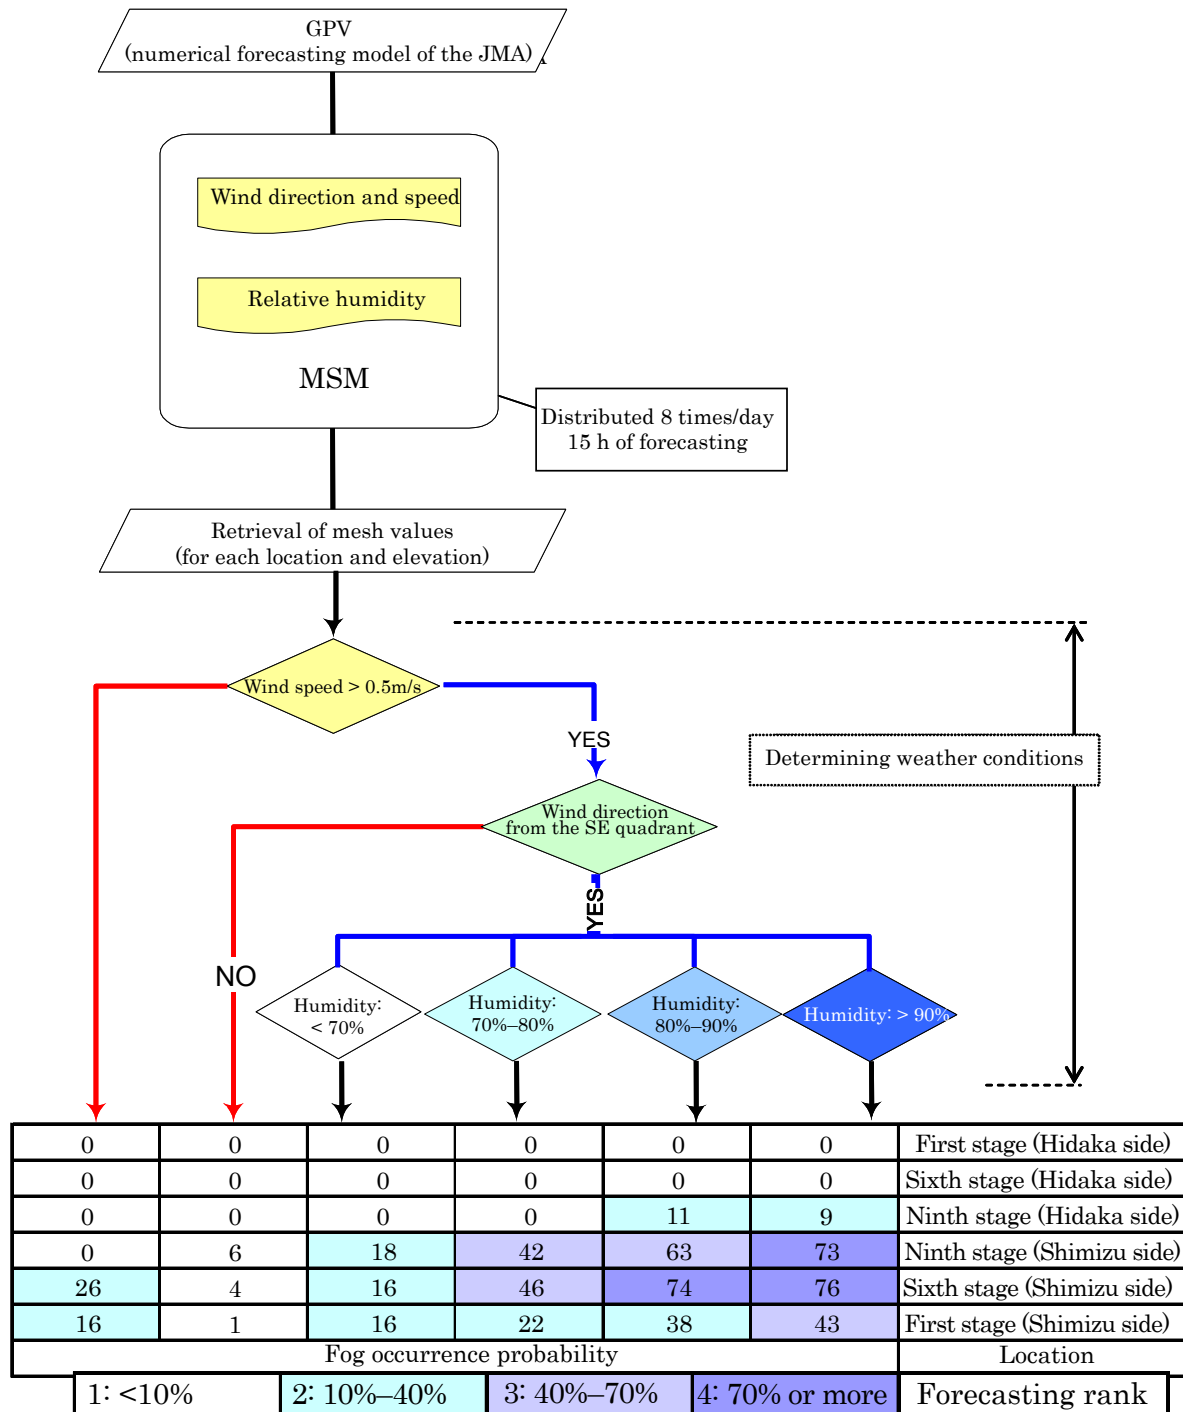 GPV
(numerical forecasting model of the JMA)
Wind direction and speed
Relative humidity
MSM
Distributed 8 times/day
15 h of forecasting
Retrieval of mesh values
(for each location and elevation)
Wind speed > 0.5m/s
YES
Determining weather conditions
Wind direction
from the SE quadrant
YES
NO
Humidity:
< 70%
Humidity:
70%–80%
Humidity:
80%–90%
Humidity: > 90%
0 0 0 0 0 0 First stage (Hidaka side)
0 0 0 0 0 0 Sixth stage (Hidaka side)
0 0 0 0 11 9 Ninth stage (Hidaka side)
0 6 18 42 63 73 Ninth stage (Shimizu side)
26 4 16 46 74 76 Sixth stage (Shimizu side)
16 1 16 22 38 43 First stage (Shimizu side)
Fog occurrence probability Location
1: <10% 2: 10%–40% 3: 40%–70% 4: 70% or more Forecasting rank